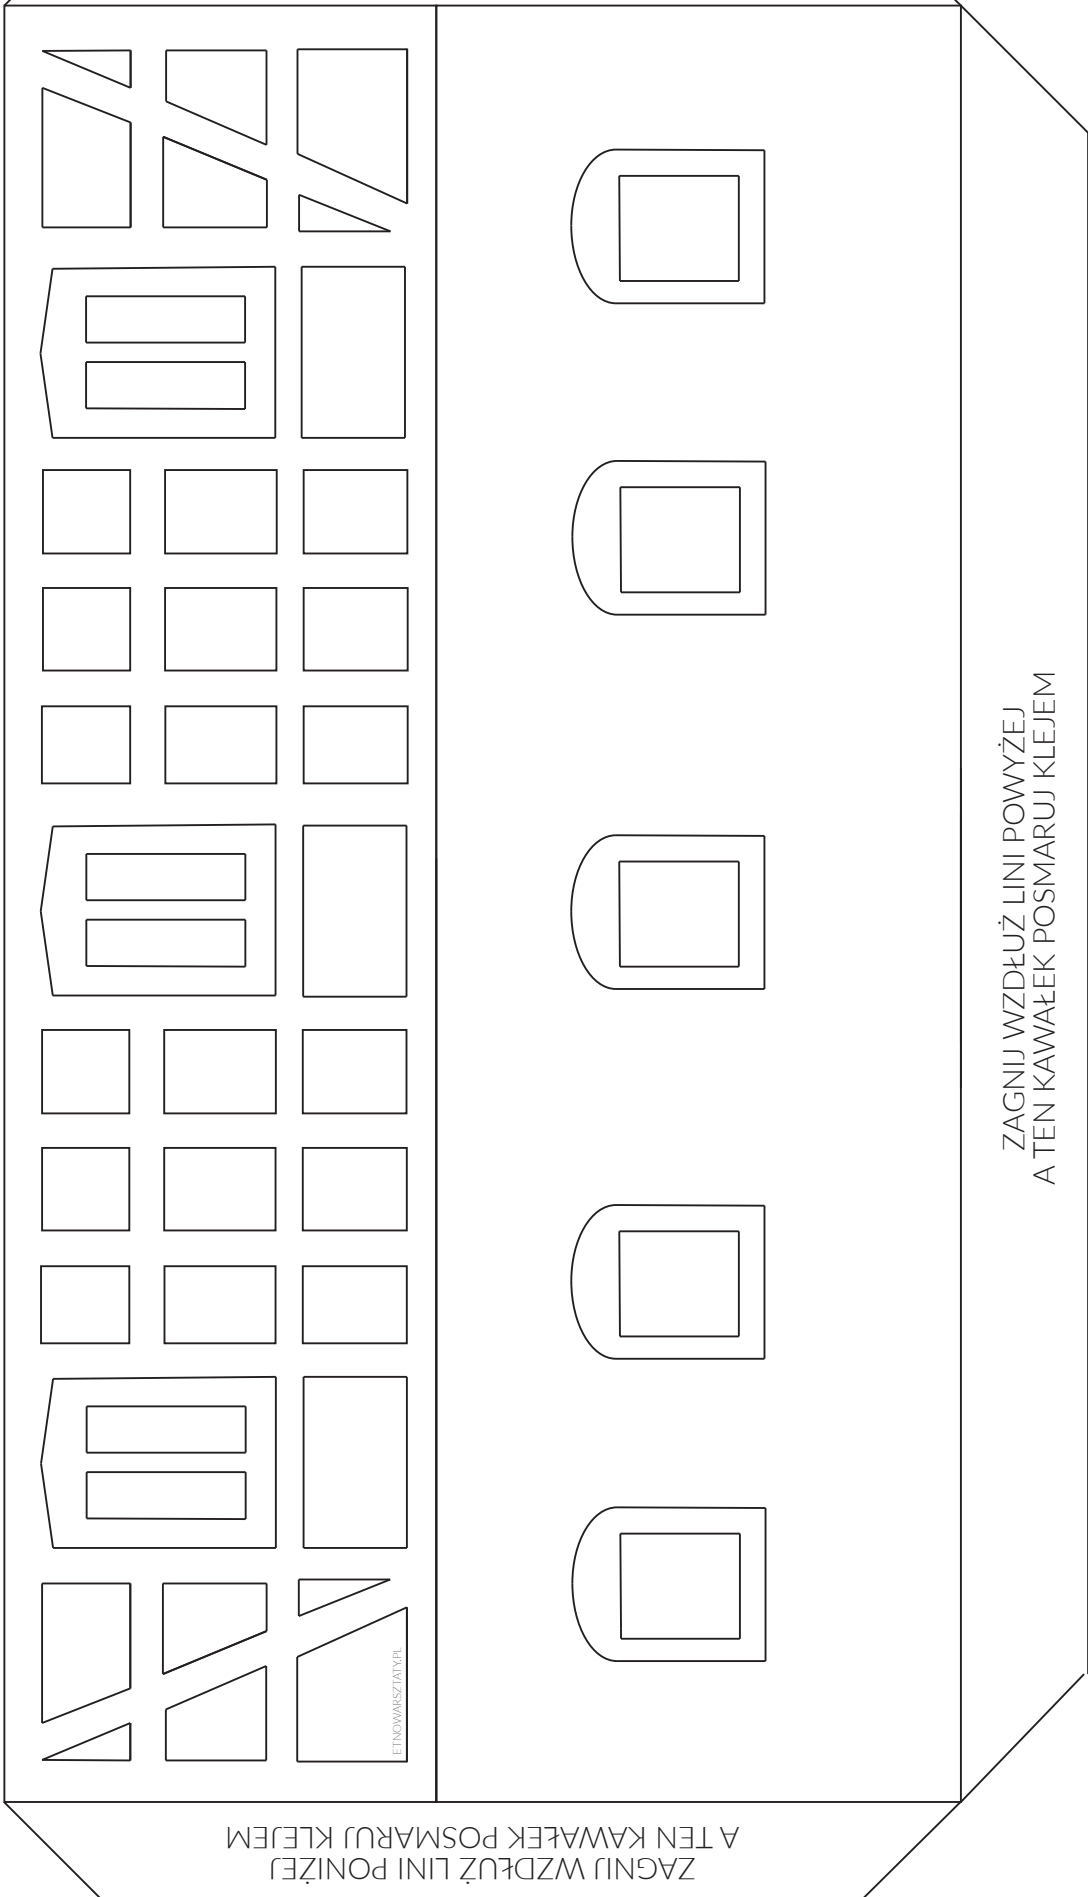 ZAGNIJ WZDŁUŻ LINI POWYŻEJ
A TEN KAWAŁEK POSMARUJ KLEJEM
ETNOWARSZTATY.PL
ZAGNIJ WZDŁUŻ LINI PONIŻEJ
A TEN KAWAŁEK POSMARUJ KLEJEM